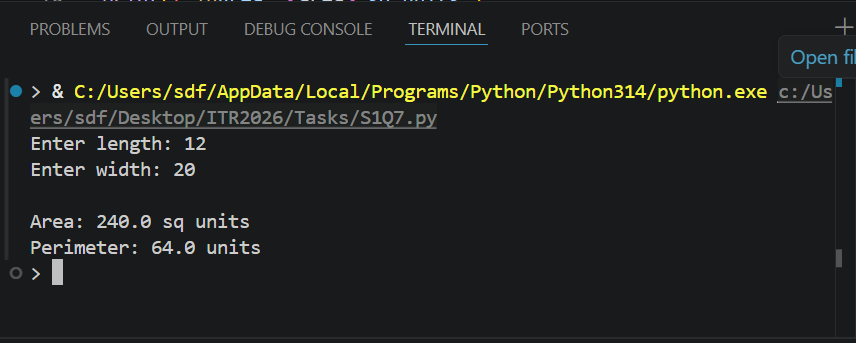 PROBLEMS OUTPUT DEBUG CONSOLE TERMINAL PORTS
Open fil
> & C:/Users/sdf/AppData/Local/Programs/Python/Python314/python.exe c:/Us
ers/sdf/Desktop/ITR2026/Tasks/S1Q7.py
Enter length: 12
Enter width: 20
Area: 240.0 sq units
Perimeter: 64.0 units
>